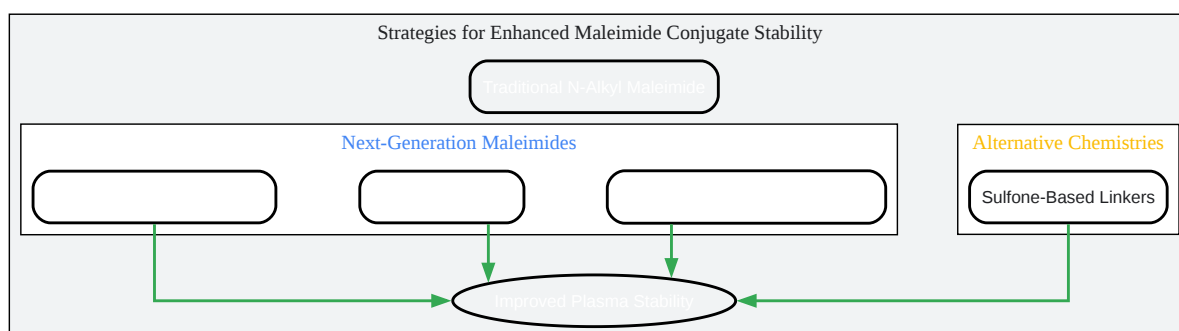 Strategies for Enhanced Maleimide Conjugate Stability
Traditional N-Alkyl Maleimide
Next-Generation Maleimides
Alternative Chemistries
Sulfone-Based Linkers
Improved Plasma Stability